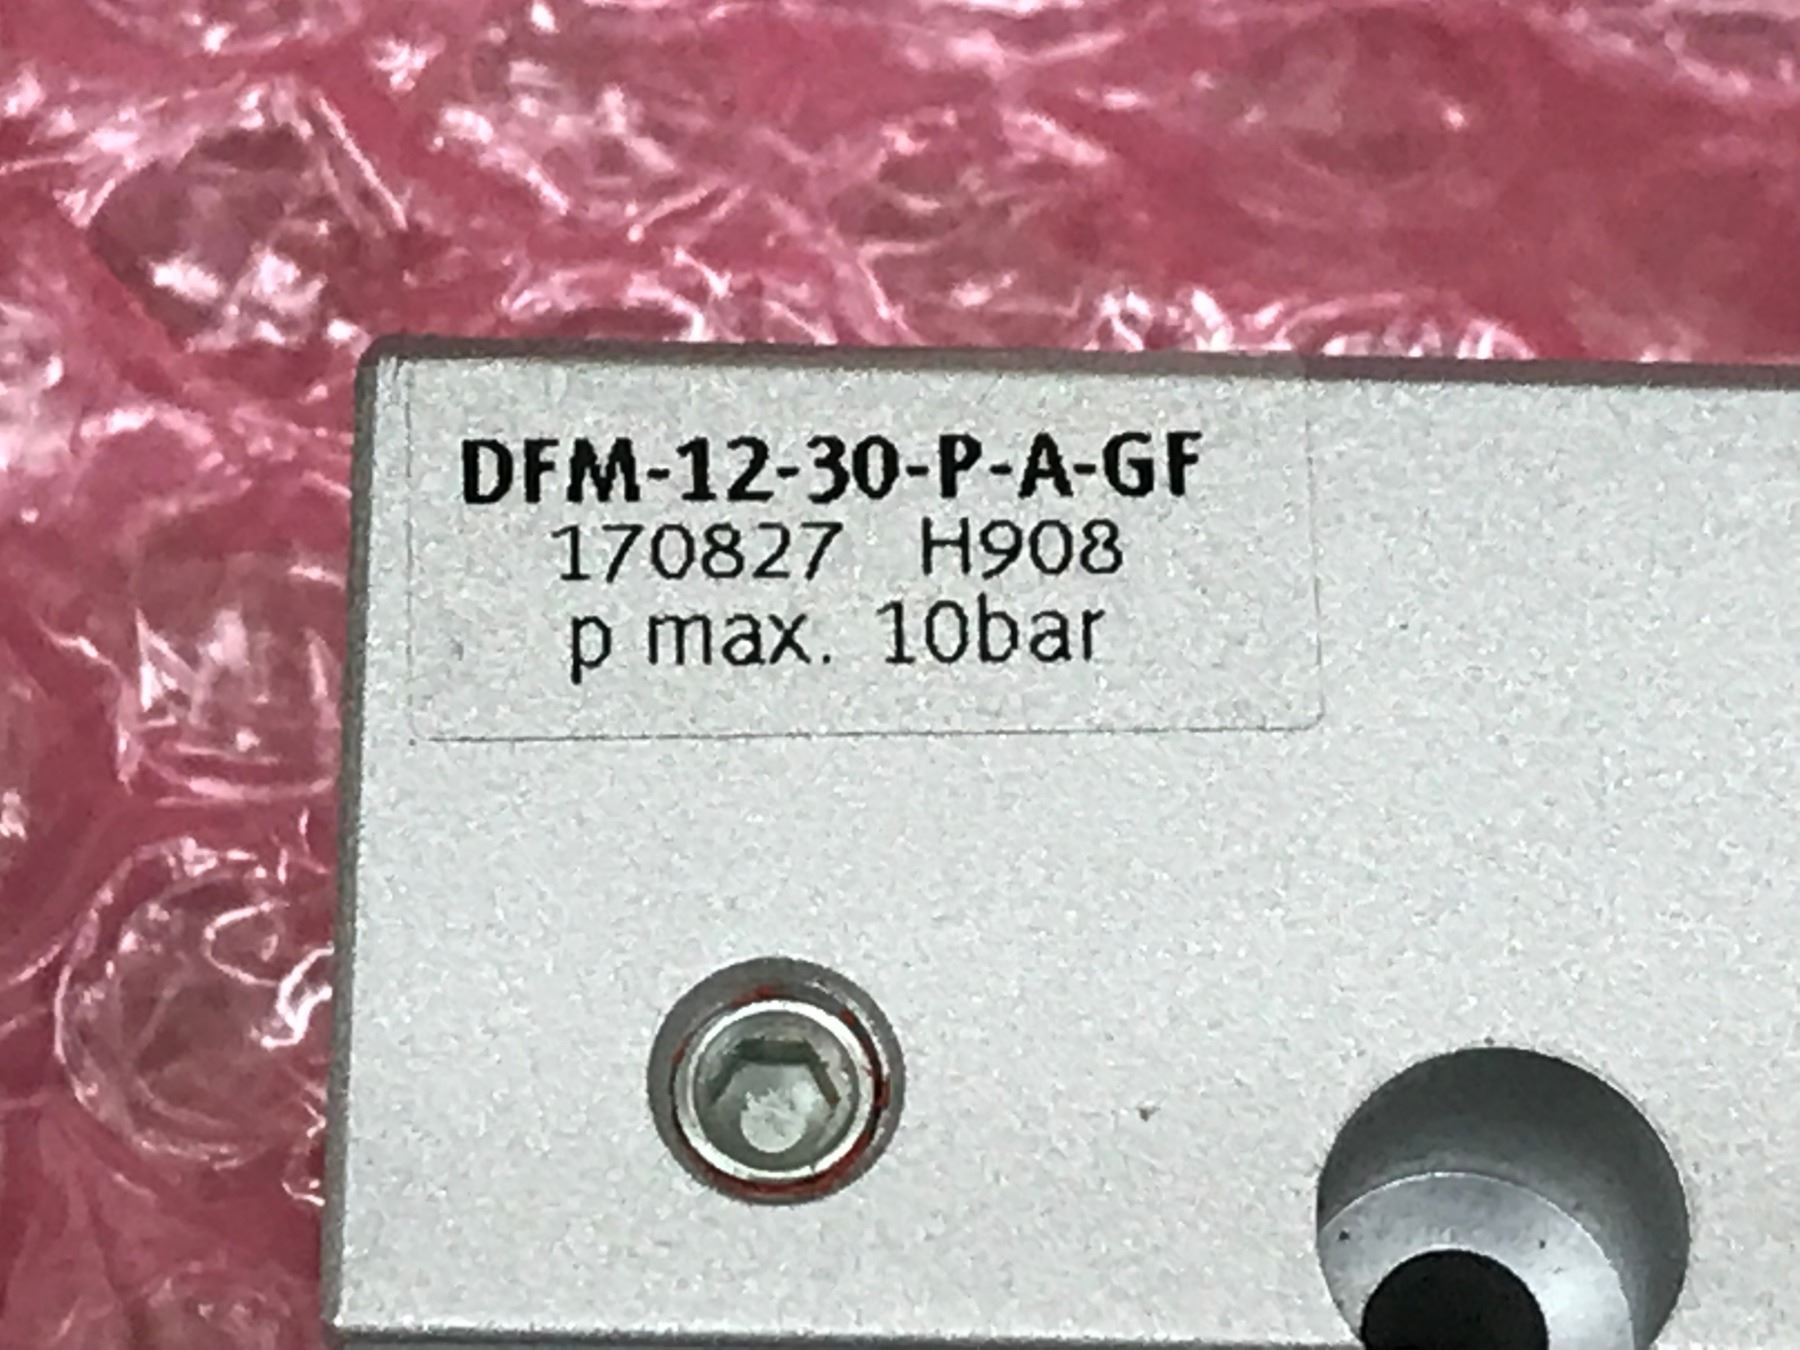 DFM-12-30-P-A-GF
170827 H908
p max. 10bar